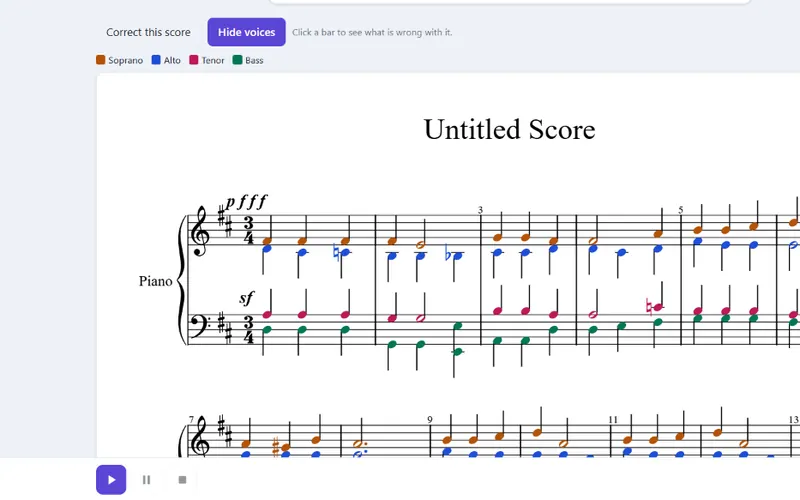 Correct this score Hide voices Click a bar to see what is wrong with it.
Soprano Alto Tenor Bass
Untitled Score
p f f f
3 5
3 4
Piano
sf
3 4
7 9 11 13